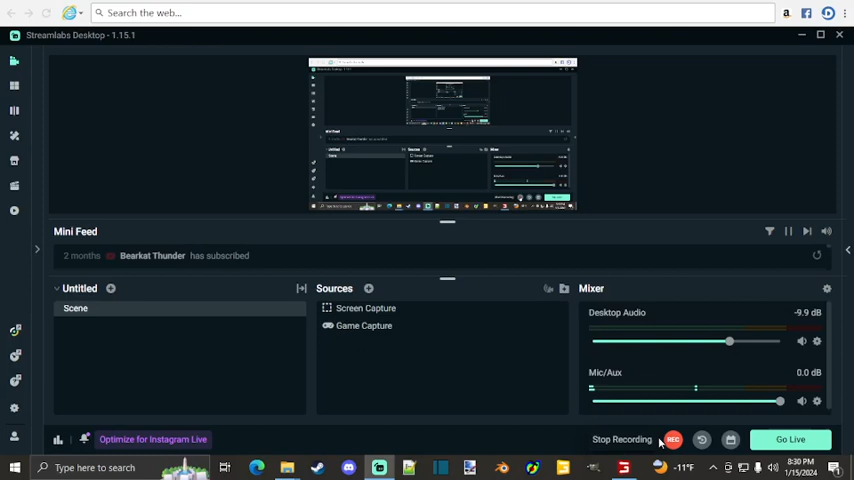 Search the web...
Streamlabs Desktop - 1.15.1
Mini Feed
2 months Bearkat Thunder has subscribed
Untitled
Scene
Sources
Screen Capture
Game Capture
Mixer
Desktop Audio -9.9 dB
Mic/Aux 0.0 dB
Optimize for Instagram Live
Stop Recording REC
Go Live
Type here to search
-11°F
8:30 PM
1/15/2024